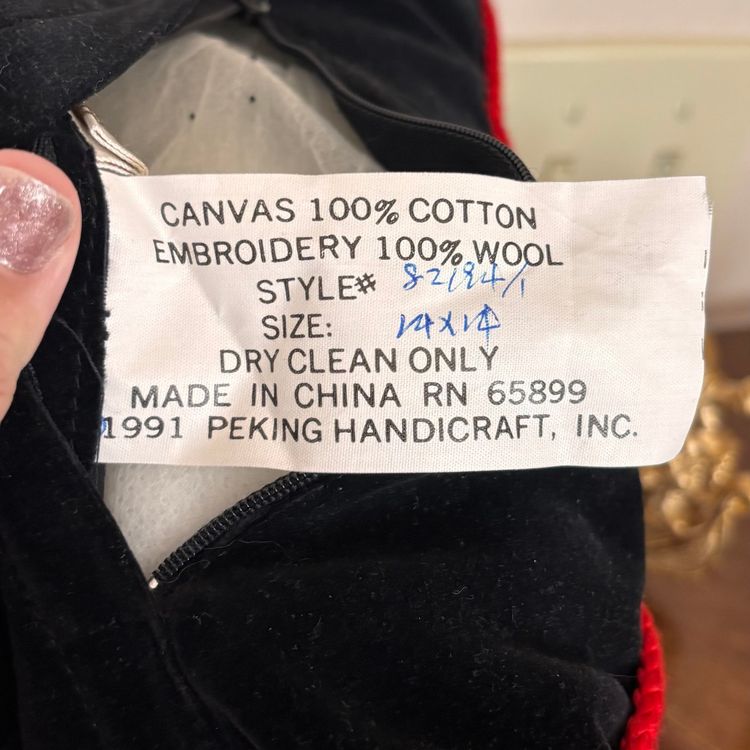 CANVAS 100% COTTON
EMBROIDERY 100% WOOL
STYLE# 82194/1
SIZE: 14x14
DRY CLEAN ONLY
MADE IN CHINA RN 65899
1991 PEKING HANDICRAFT, INC.